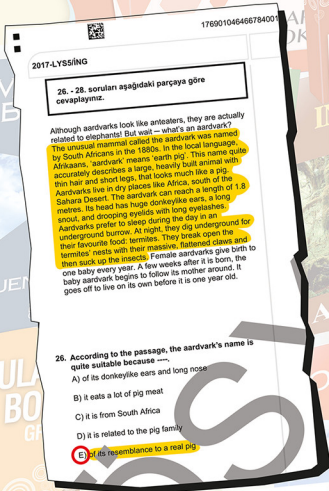 176901046466784001
2017-LYS5/İNG
26. - 28. soruları aşağıdaki parçaya göre
cevaplayınız.
Although aardvarks look like anteaters, they are actually
related to elephants! But wait – what's an aardvark?
The unusual mammal called the aardvark was named
by South Africans in the 1880s. In the local language,
Afrikaans, 'aardvark' means 'earth pig'. This name quite
accurately describes a large, heavily built animal with
thin hair and short legs, that looks much like a pig.
Aardvarks live in dry places like Africa, south of the
Sahara Desert. The aardvark can reach a length of 1.8
metres. Its head has huge donkeylike ears, a long
snout, and drooping eyelids with long eyelashes.
Aardvarks prefer to sleep during the day in an
underground burrow. At night, they dig underground for
their favourite food: termites. They break open the
termites' nests with their massive, flattened claws and
then suck up the insects. Female aardvarks give birth to
one baby every year. A few weeks after it is born, the
baby aardvark begins to follow its mother around. It
goes off to live on its own before it is one year old.
26. According to the passage, the aardvark's name is
quite suitable because ----.
A) of its donkeylike ears and long nose
B) it eats a lot of pig meat
C) it is from South Africa
D) it is related to the pig family
E) of its resemblance to a real pig